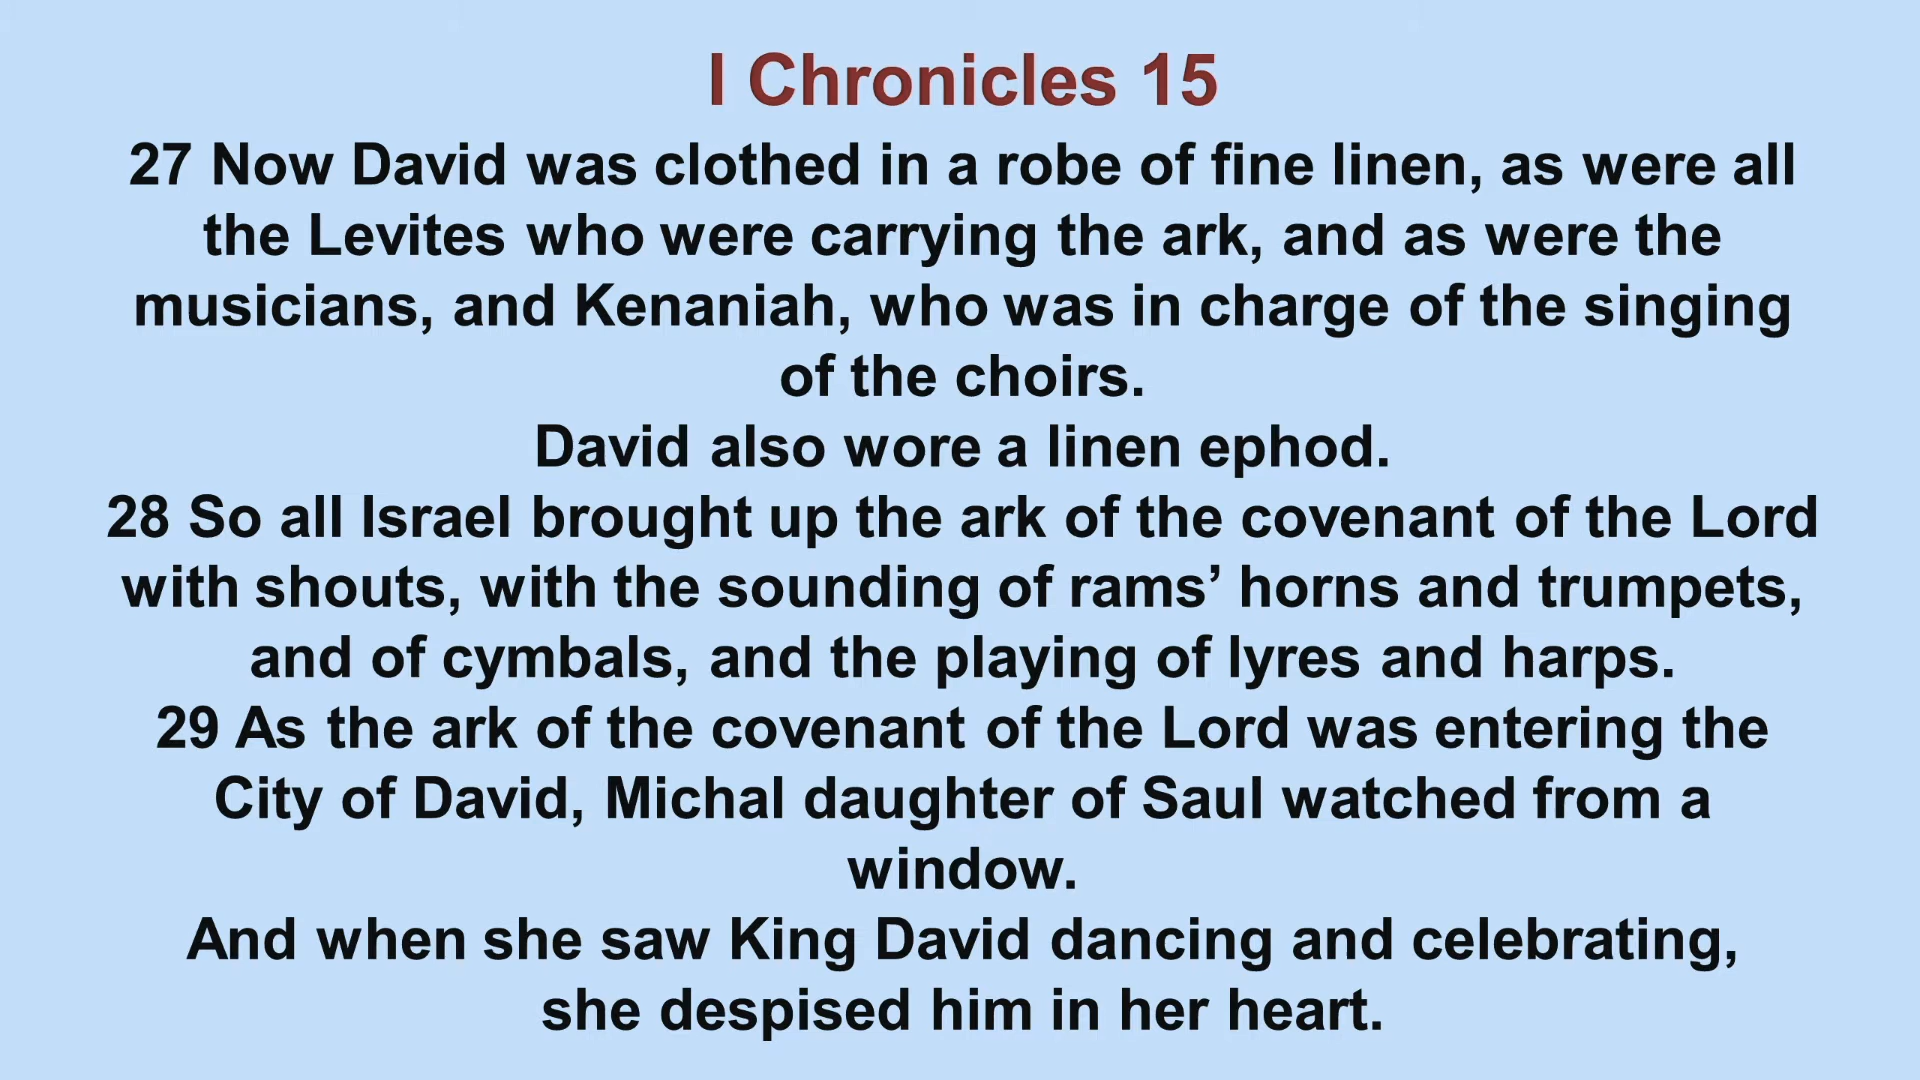 I Chronicles 15
27 Now David was clothed in a robe of fine linen, as were all
the Levites who were carrying the ark, and as were the
musicians, and Kenaniah, who was in charge of the singing
of the choirs.
David also wore a linen ephod.
28 So all Israel brought up the ark of the covenant of the Lord
with shouts, with the sounding of rams’ horns and trumpets,
and of cymbals, and the playing of lyres and harps.
29 As the ark of the covenant of the Lord was entering the
City of David, Michal daughter of Saul watched from a
window.
And when she saw King David dancing and celebrating,
she despised him in her heart.